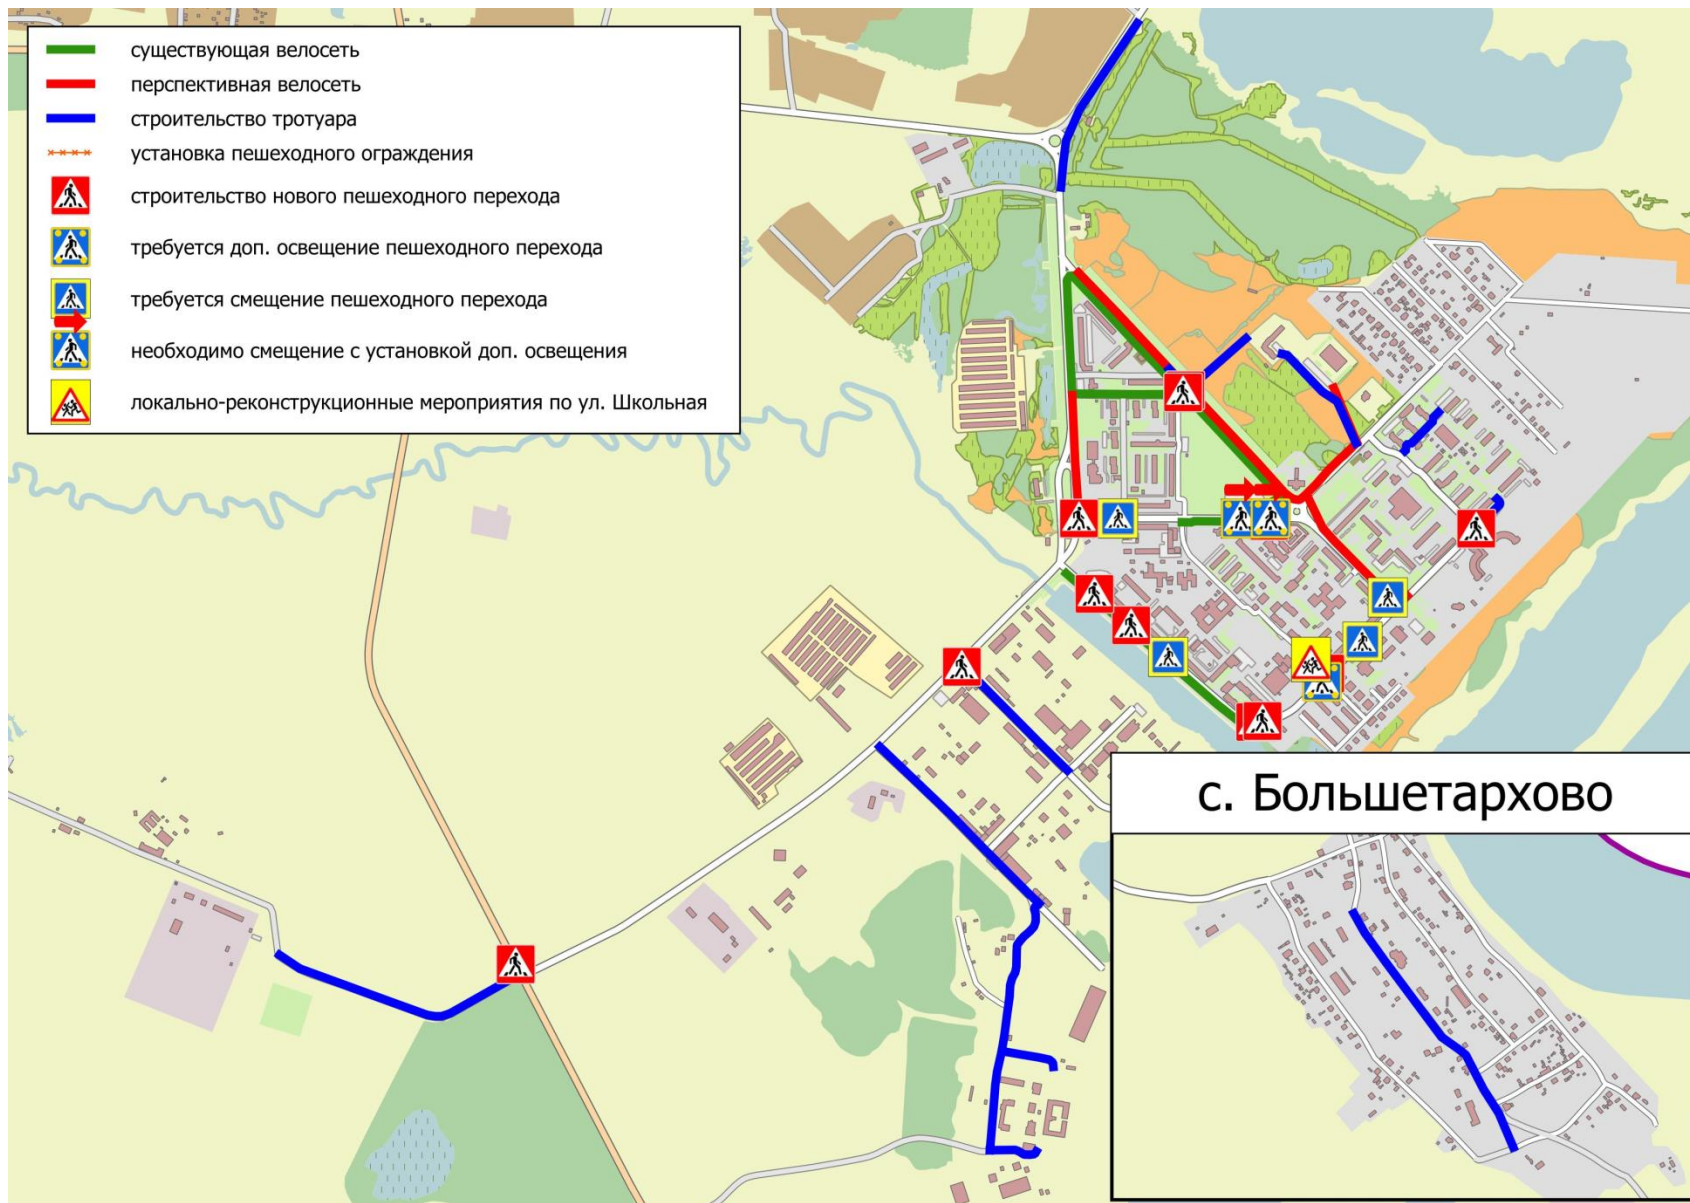 существующая велосеть
перспективная велосеть
строительство тротуара
установка пешеходного ограждения
строительство нового пешеходного перехода
требуется доп. освещение пешеходного перехода
требуется смещение пешеходного перехода
необходимо смещение с установкой доп. освещения
локально-реконструкционные мероприятия по ул. Школьная
с. Большетархово